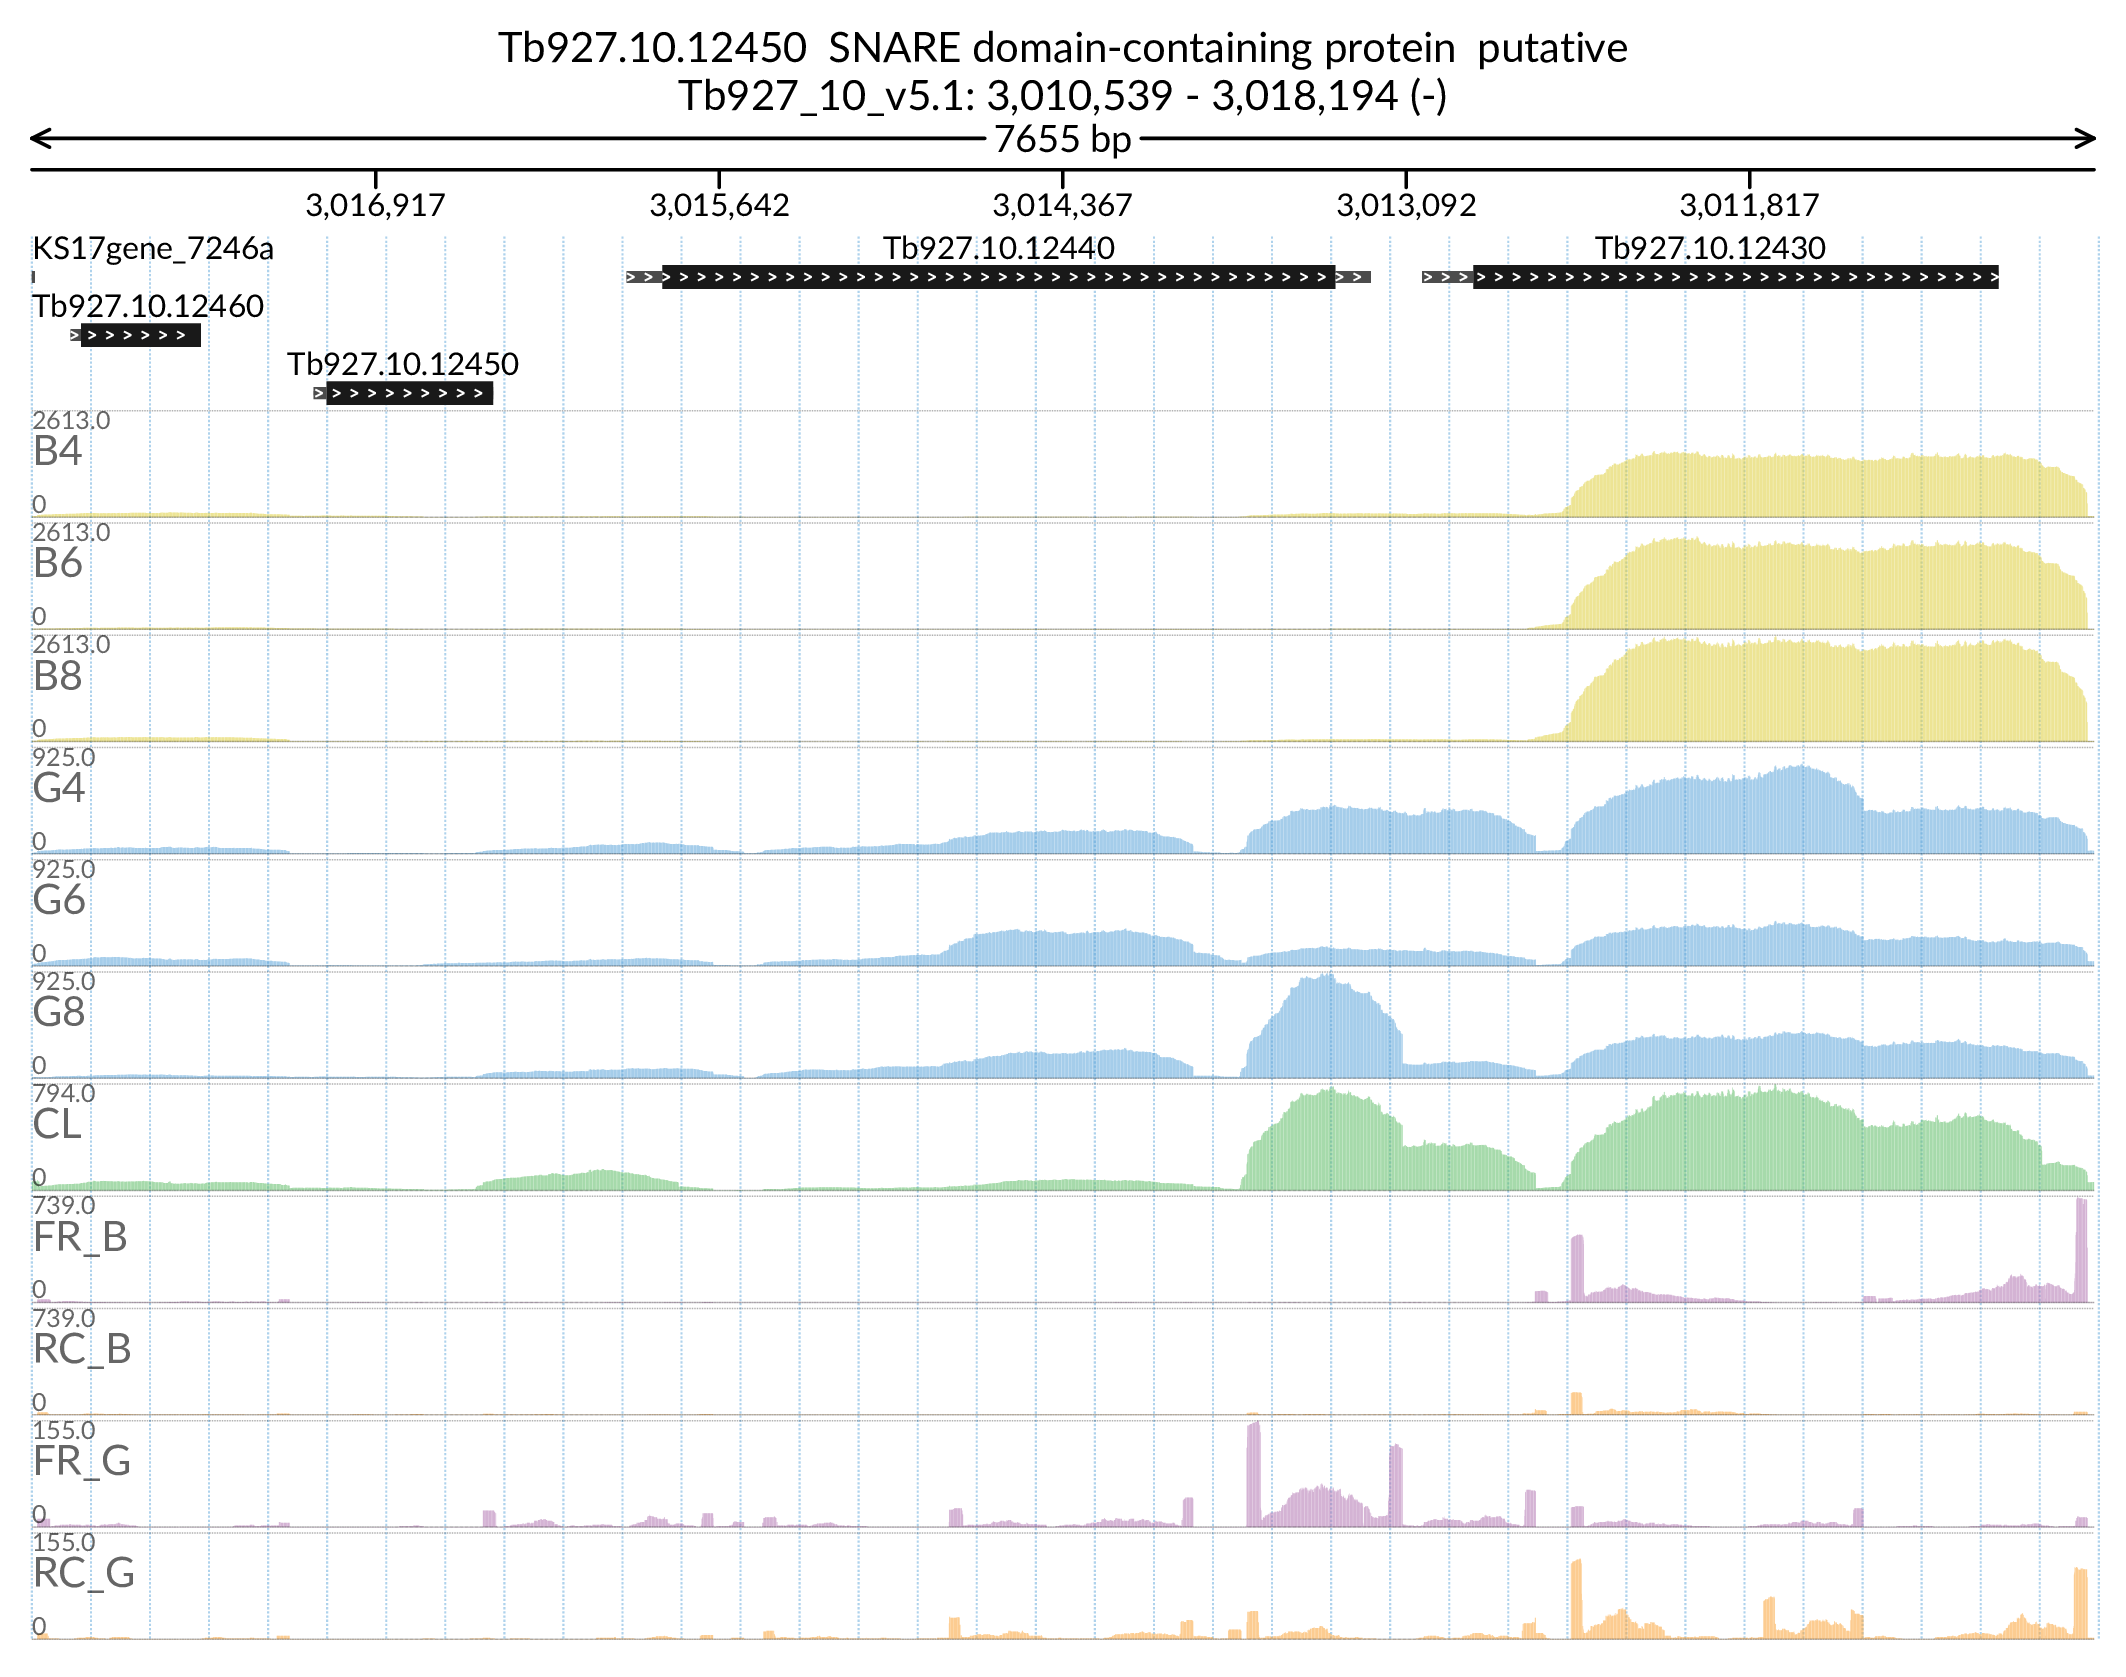 Tb927.10.12450 SNARE domain-containing protein putative
Tb927_10_v5.1: 3,010,539 - 3,018,194 (-)
7655 bp
3,016,917 3,015,642 3,014,367 3,013,092 3,011,817
KS17gene_7246a Tb927.10.12440 Tb927.10.12430
Tb927.10.12460
Tb927.10.12450
2613.0
B4
0
2613.0
B6
0
2613.0
B8
0
925.0
G4
0
925.0
G6
0
925.0
G8
0
794.0
CL
0
739.0
FR_B
0
739.0
RC_B
0
155.0
FR_G
0
155.0
RC_G
0